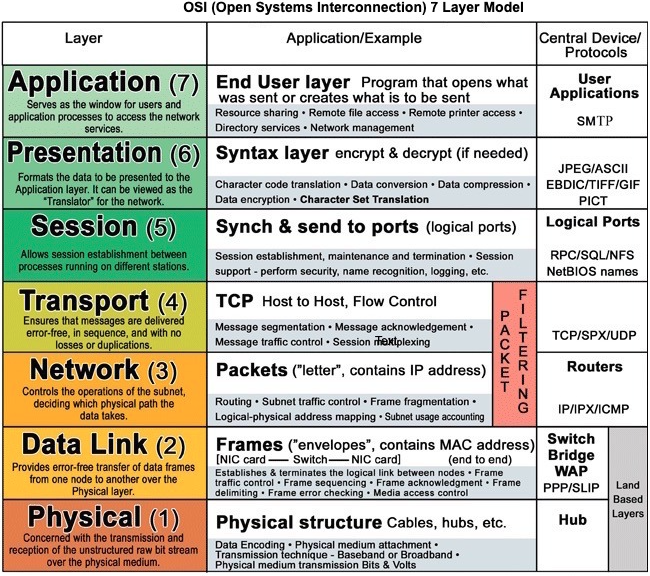 OSI (Open Systems Interconnection) 7 Layer Model
Layer
Application/Example
Central Device/
Protocols
Application (7)
Serves as the window for users and
application processes to access the network
services.
End User layer Program that opens what
was sent or creates what is to be sent
Resource sharing • Remote file access • Remote printer access •
Directory services • Network management
User
Applications
SMTP
Presentation (6)
Formats the data to be presented to the
Application layer. It can be viewed as the
"Translator" for the network.
Syntax layer encrypt & decrypt (if needed)
Character code translation • Data conversion • Data compression •
Data encryption • Character Set Translation
JPEG/ASCII
EBDIC/TIFF/GIF
PICT
Session (5)
Allows session establishment between
processes running on different stations.
Synch & send to ports (logical ports)
Session establishment, maintenance and termination • Session
support - perform security, name recognition, logging, etc.
Logical Ports
RPC/SQL/NFS
NetBIOS names
Transport (4)
Ensures that messages are delivered
error-free, in sequence, and with no
losses or duplications.
TCP Host to Host, Flow Control
Message segmentation • Message acknowledgement •
Message traffic control • Session
Text
PACKET
FILTERING
TCP/SPX/UDP
Network (3)
Controls the operations of the subnet,
deciding which physical path the
data takes.
Packets ("letter", contains IP address)
Routing • Subnet traffic control • Frame fragmentation •
Logical-physical address mapping • Subnet usage accounting
Routers
IP/IPX/ICMP
Data Link (2)
Provides error-free transfer of data frames
from one node to another over the
Physical layer.
Frames ("envelopes", contains MAC address)
[NIC card — Switch — NIC card] (end to end)
Establishes & terminates the logical link between nodes • Frame
traffic control • Frame sequencing • Frame acknowledgment • Frame
delimiting • Frame error checking • Media access control
Switch
Bridge
WAP
PPP/SLIP
Land
Based
Layers
Physical (1)
Concerned with the transmission and
reception of the unstructured raw bit stream
over the physical medium.
Physical structure Cables, hubs, etc.
Data Encoding • Physical medium attachment •
Transmission technique - Baseband or Broadband •
Physical medium transmission Bits & Volts
Hub